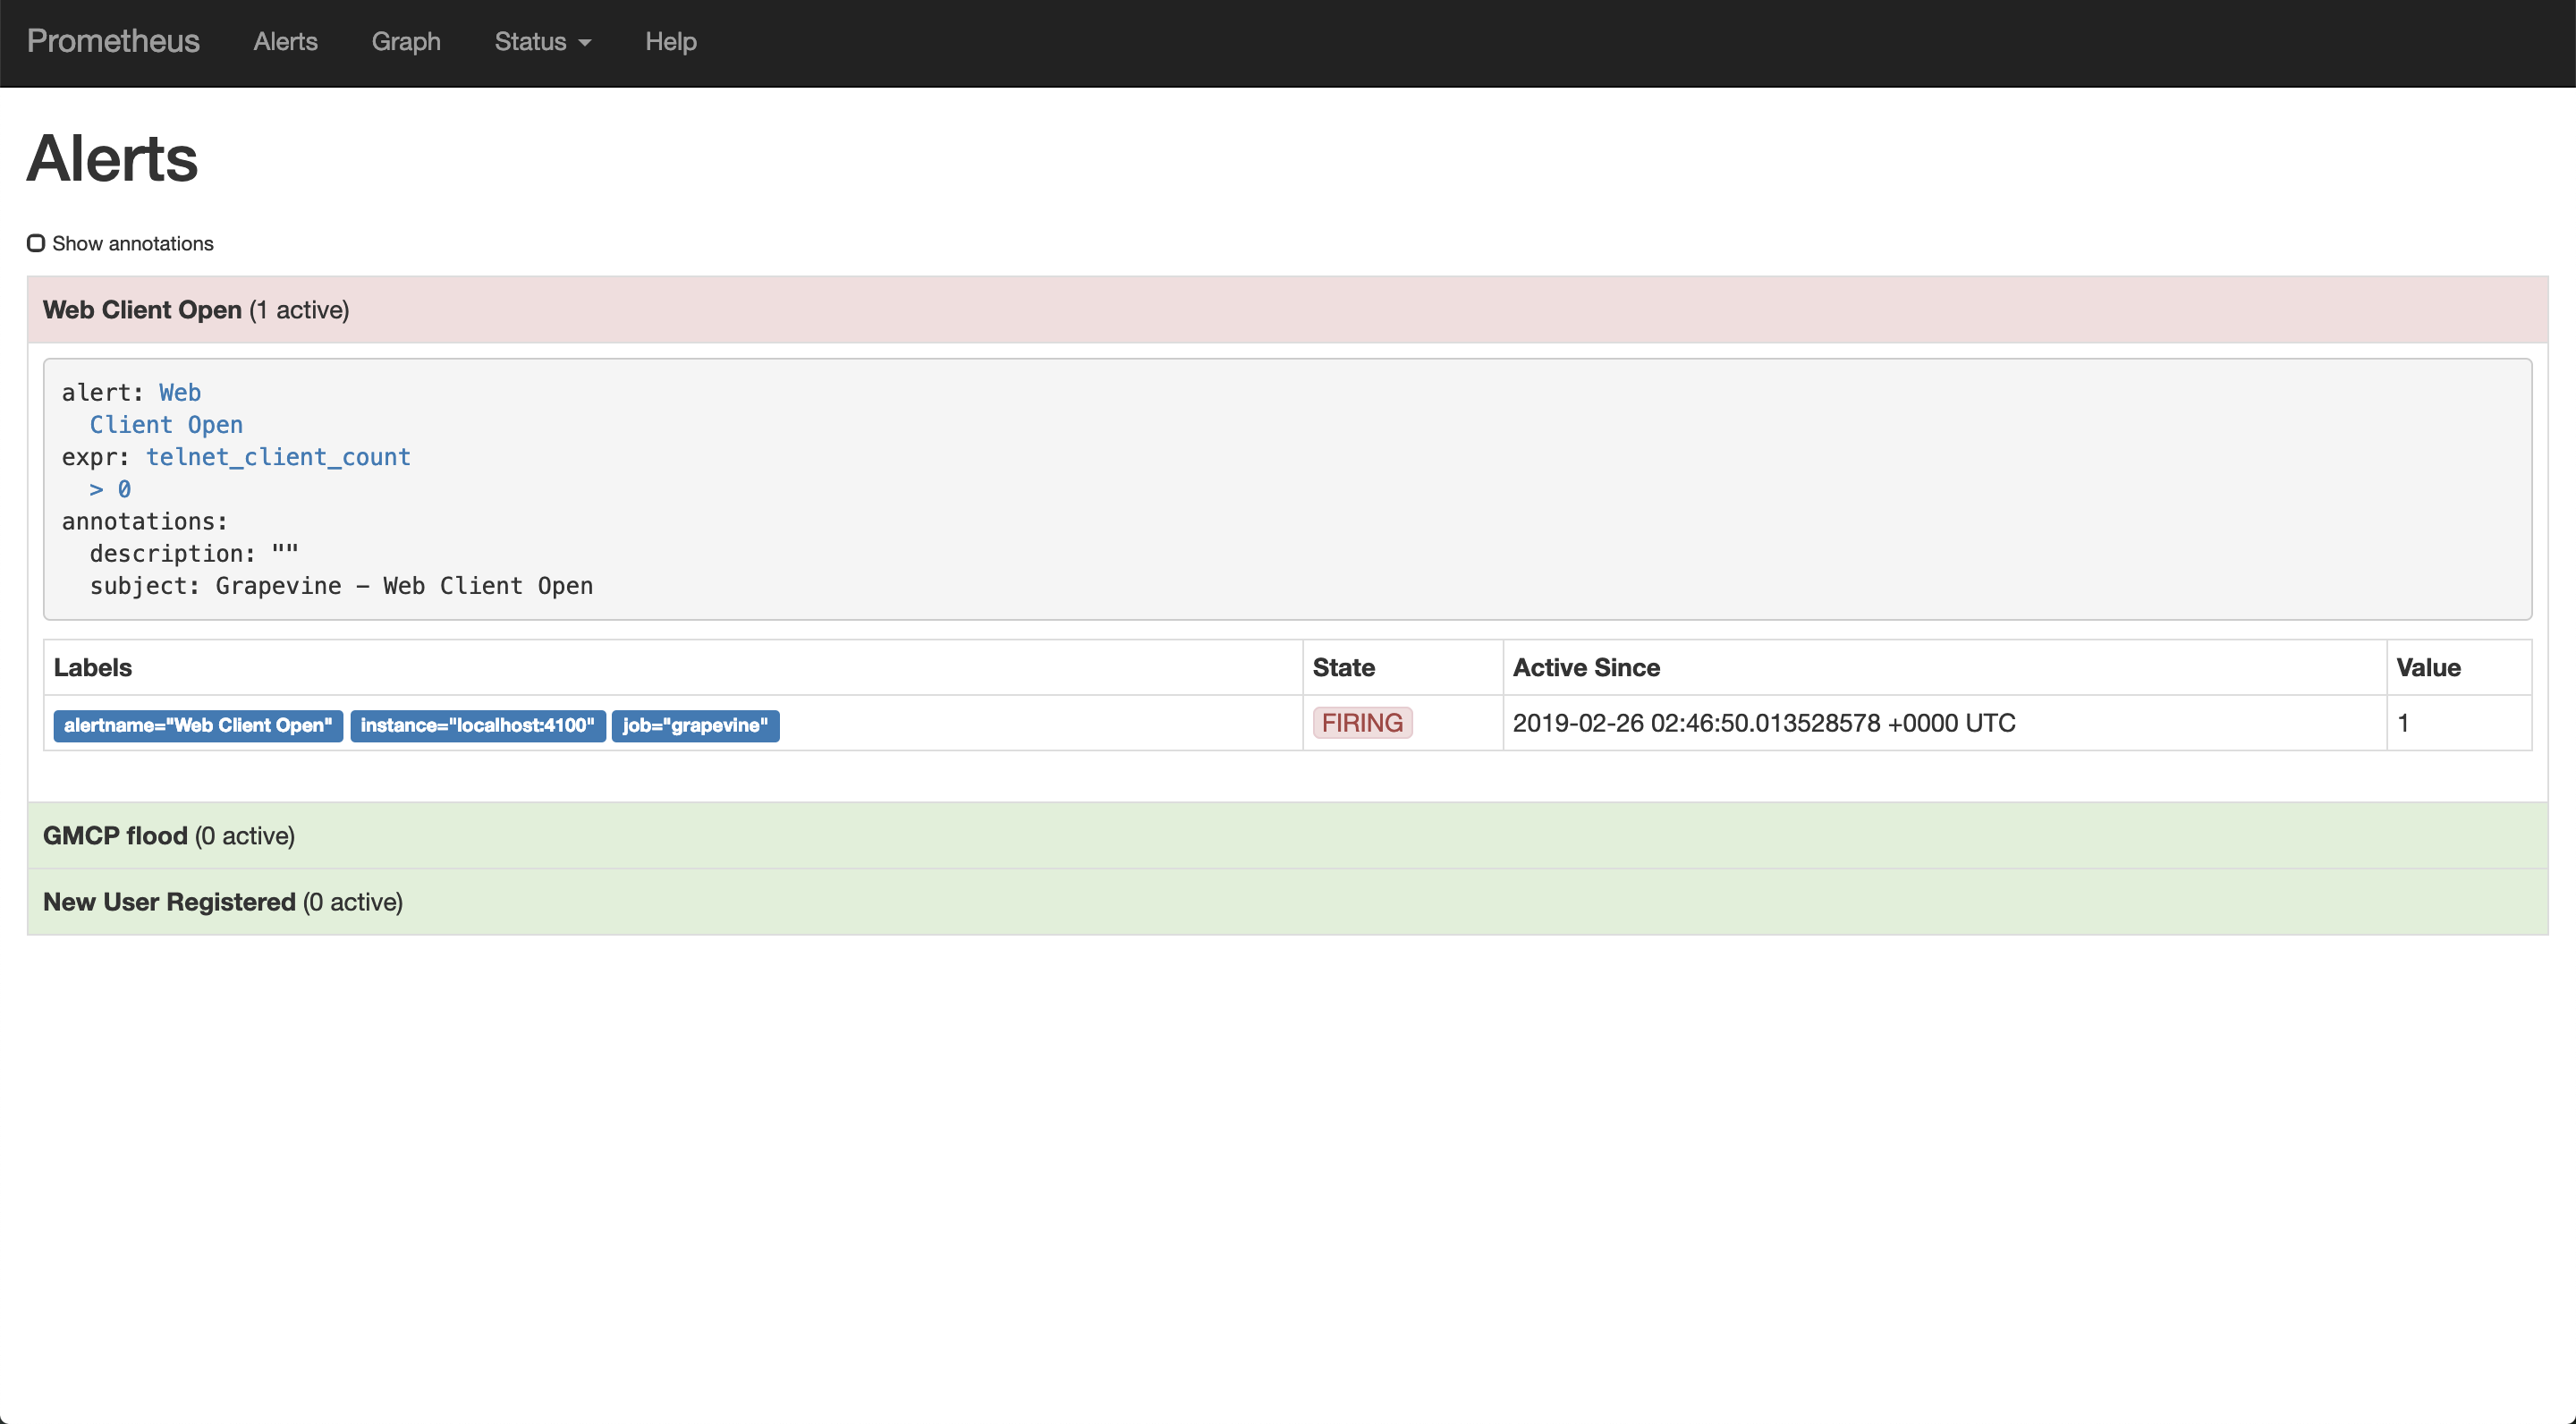 Prometheus Alerts Graph Status Help
Alerts
Show annotations
Web Client Open (1 active)
alert: Web
  Client Open
expr: telnet_client_count
  > 0
annotations:
  description: ""
  subject: Grapevine – Web Client Open
Labels State Active Since Value
alertname="Web Client Open" instance="localhost:4100" job="grapevine" FIRING 2019-02-26 02:46:50.013528578 +0000 UTC 1
GMCP flood (0 active)
New User Registered (0 active)